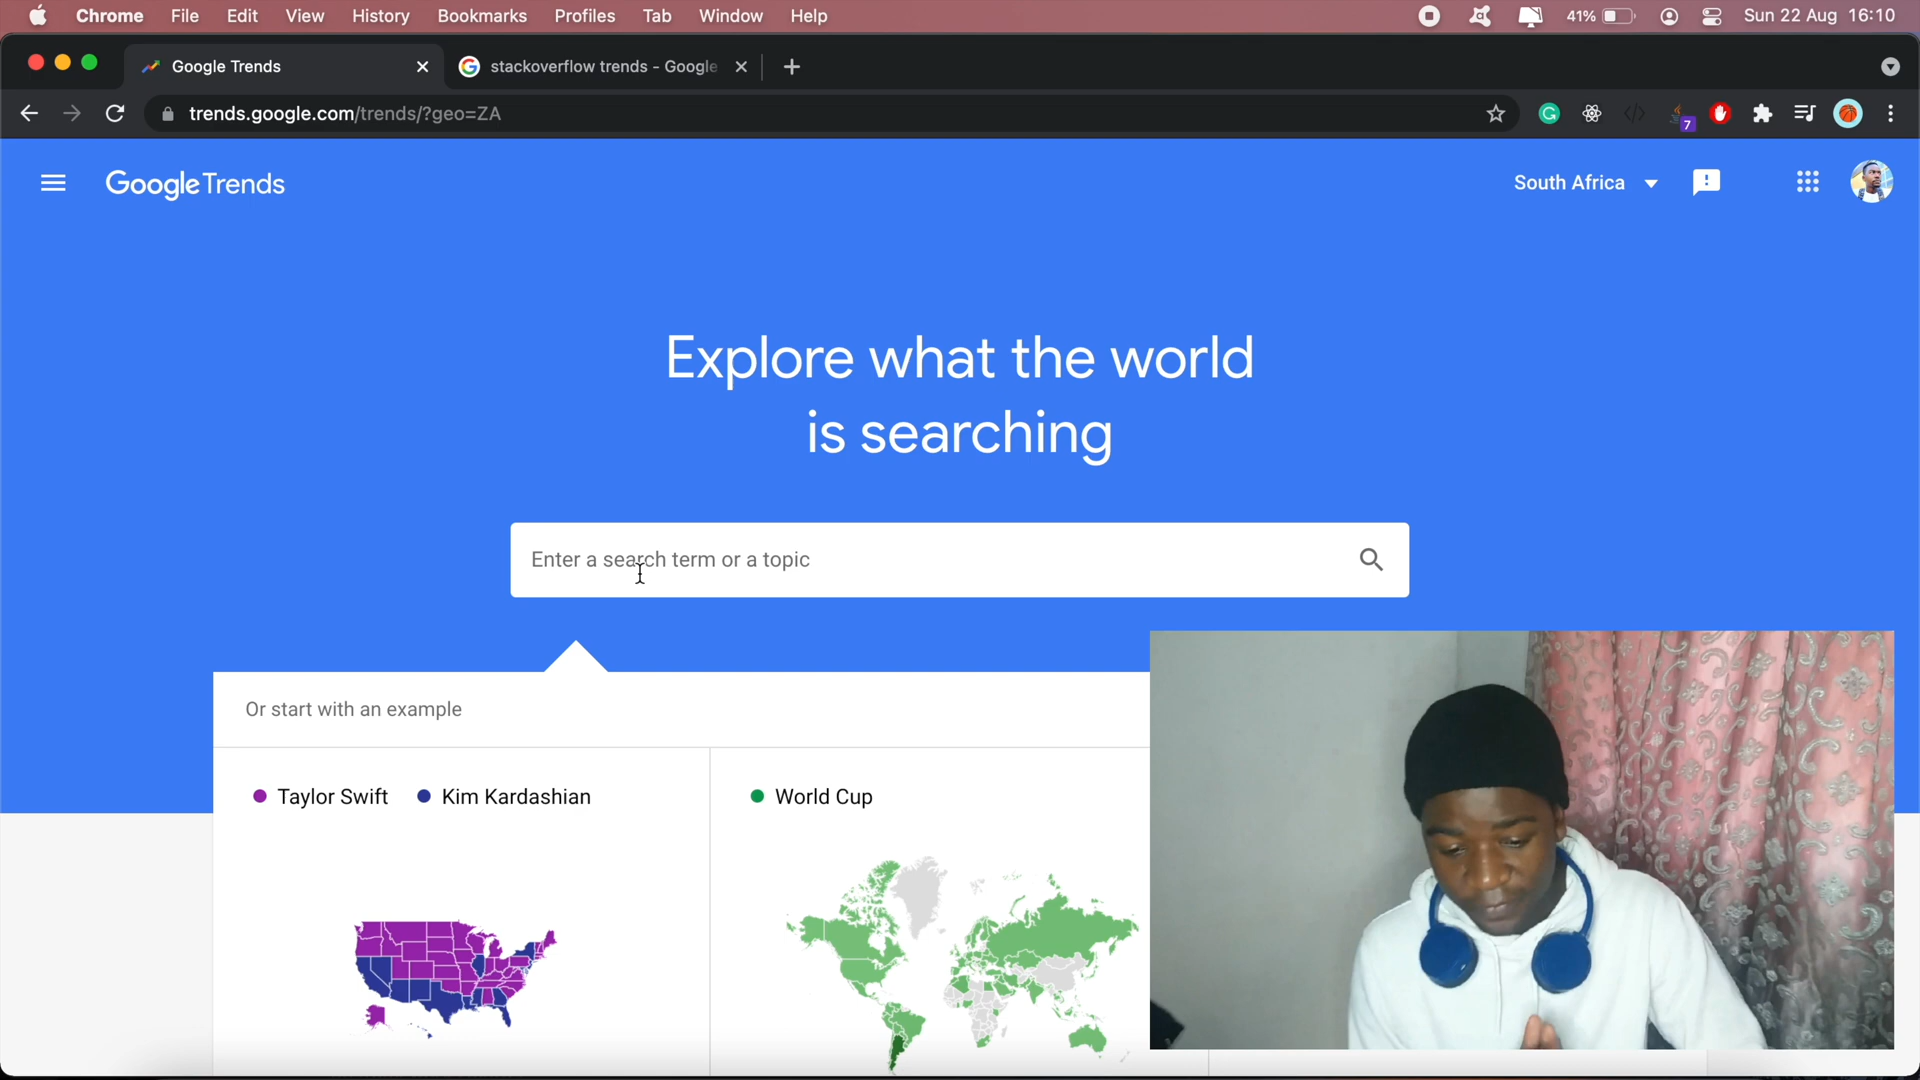 Chrome File Edit View History Bookmarks Profiles Tab Window Help 41% Sun 22 Aug 16:10
Google Trends stackoverflow trends - Google
trends.google.com/trends/?geo=ZA 7
Google Trends South Africa
Explore what the world
is searching
Enter a search term or a topic
Or start with an example
Taylor Swift Kim Kardashian World Cup